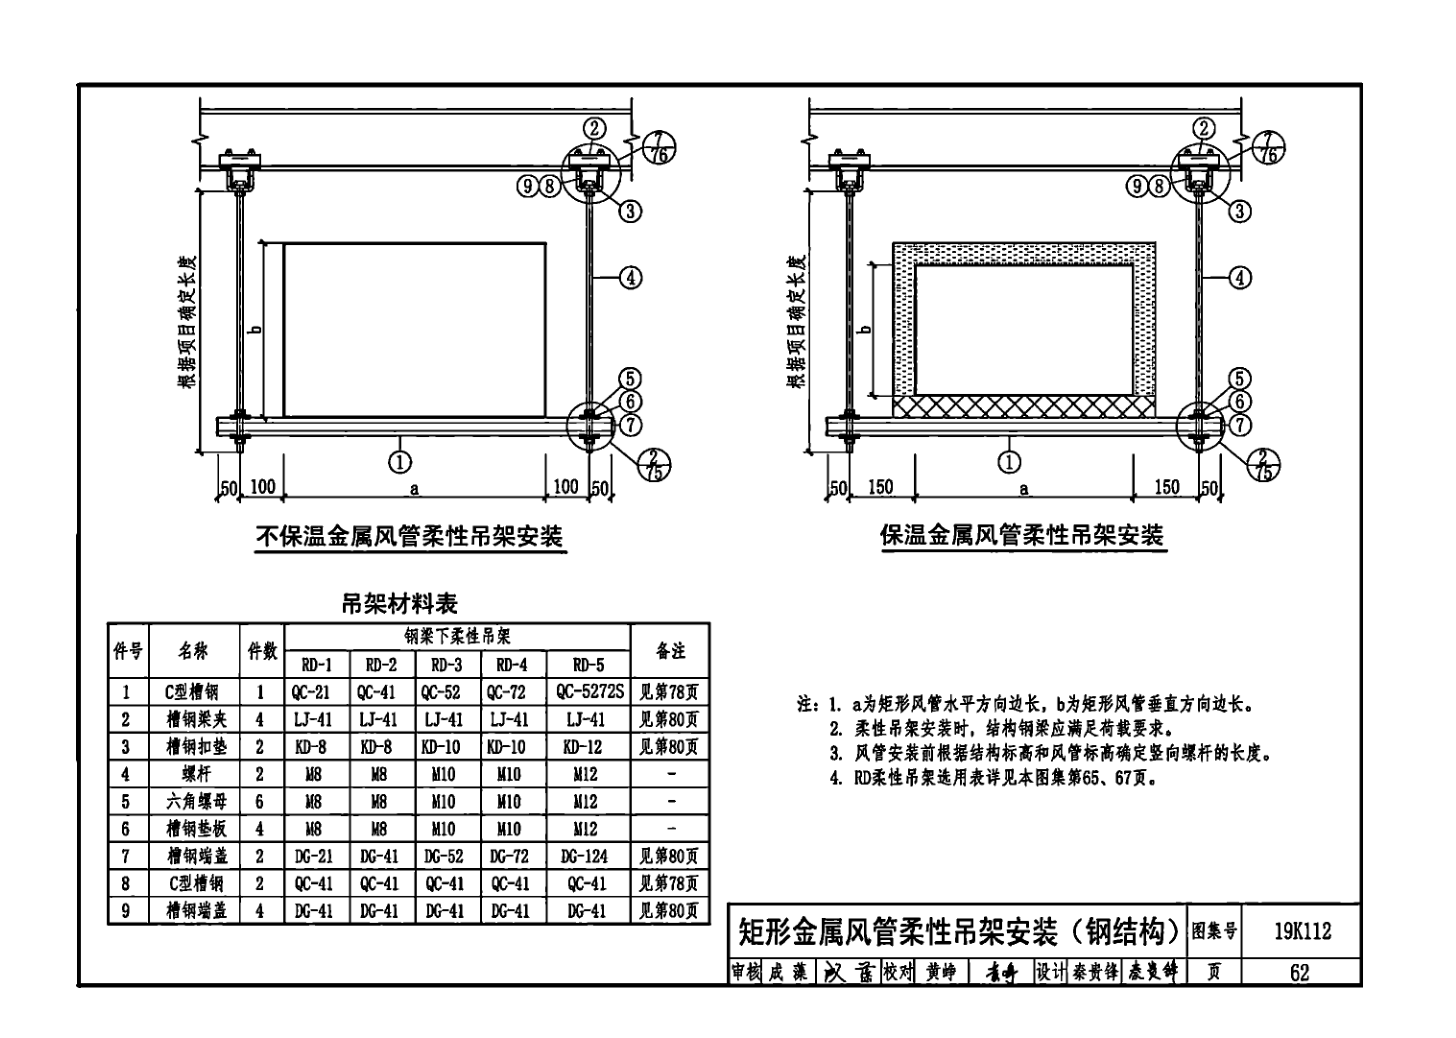 2
7
76
9 8
3
4
根据项目确定长度
b
5
6
7
1
2
75
50 100 a 100 50
不保温金属风管柔性吊架安装
2
7
76
9 8
3
4
根据项目确定长度
b
5
6
7
1
2
75
50 150 a 150 50
保温金属风管柔性吊架安装
吊架材料表
件号 名称 件数 钢梁下柔性吊架 备注
RD-1 RD-2 RD-3 RD-4 RD-5
1 C型槽钢 1 QC-21 QC-41 QC-52 QC-72 QC-5272S 见第78页
2 槽钢梁夹 4 LJ-41 LJ-41 LJ-41 LJ-41 LJ-41 见第80页
3 槽钢扣垫 2 KD-8 KD-8 KD-10 KD-10 KD-12 见第80页
4 螺杆 2 M8 M8 M10 M10 M12 -
5 六角螺母 6 M8 M8 M10 M10 M12 -
6 槽钢垫板 4 M8 M8 M10 M10 M12 -
7 槽钢端盖 2 DG-21 DG-41 DG-52 DG-72 DG-124 见第80页
8 C型槽钢 2 QC-41 QC-41 QC-41 QC-41 QC-41 见第78页
9 槽钢端盖 4 DG-41 DG-41 DG-41 DG-41 DG-41 见第80页
注: 1. a为矩形风管水平方向边长, b为矩形风管垂直方向边长。
2. 柔性吊架安装时, 结构钢梁应满足荷载要求。
3. 风管安装前根据结构标高和风管标高确定竖向螺杆的长度。
4. RD柔性吊架选用表详见本图集第65、67页。
矩形金属风管柔性吊架安装(钢结构) 图集号 19K112
审核 成藻 校对 黄峥 设计 秦贵锋 秦贵锋 页 62